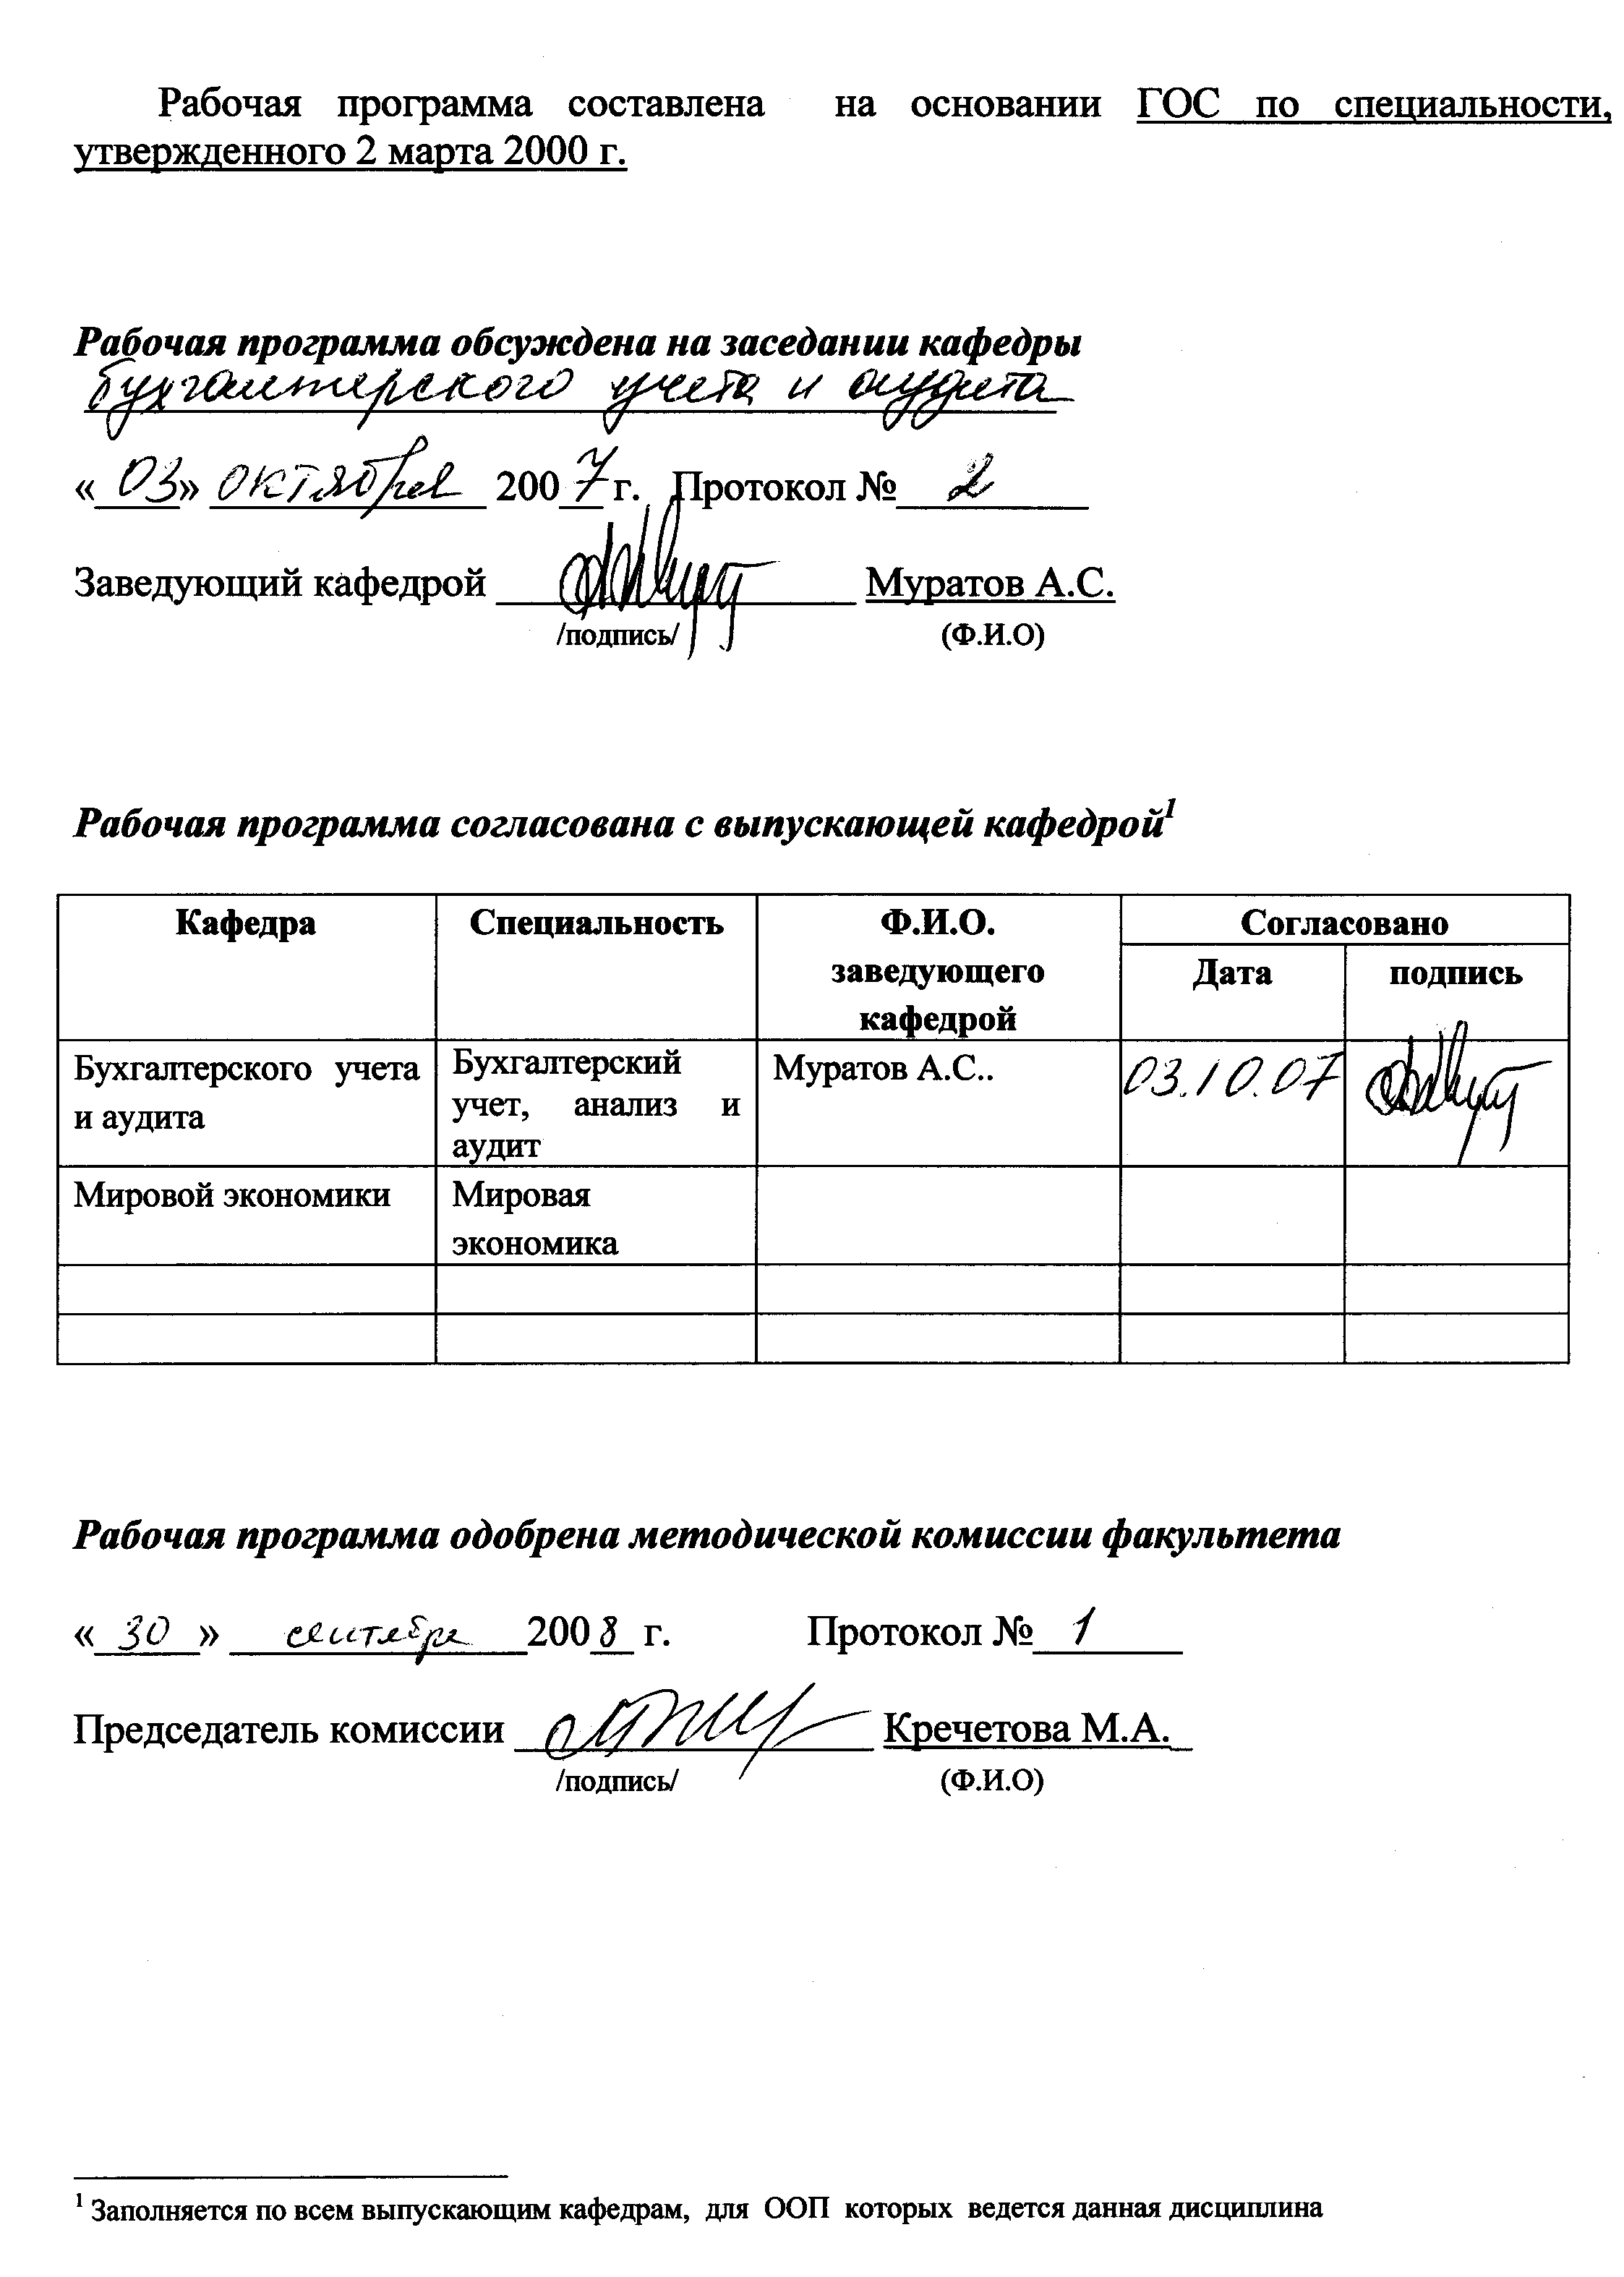 Рабочая программа составлена на основании ГОС по специальности,
утвержденного 2 марта 2000 г.
Рабочая программа обсуждена на заседании кафедры
бухгалтерского учета и аудита
«03» октября 2007 г. Протокол № 2
Заведующий кафедрой Муратов А.С.
/подпись/ (Ф.И.О)
Рабочая программа согласована с выпускающей кафедрой¹
Кафедра Специальность Ф.И.О. заведующего кафедрой Согласовано
Дата подпись
Бухгалтерского учета и аудита Бухгалтерский учет, анализ и аудит Муратов А.С.. 03.10.07
Мировой экономики Мировая экономика
Рабочая программа одобрена методической комиссии факультета
«30» сентября 2008 г. Протокол № 1
Председатель комиссии Кречетова М.А.
/подпись/ (Ф.И.О)
¹ Заполняется по всем выпускающим кафедрам, для ООП которых ведется данная дисциплина